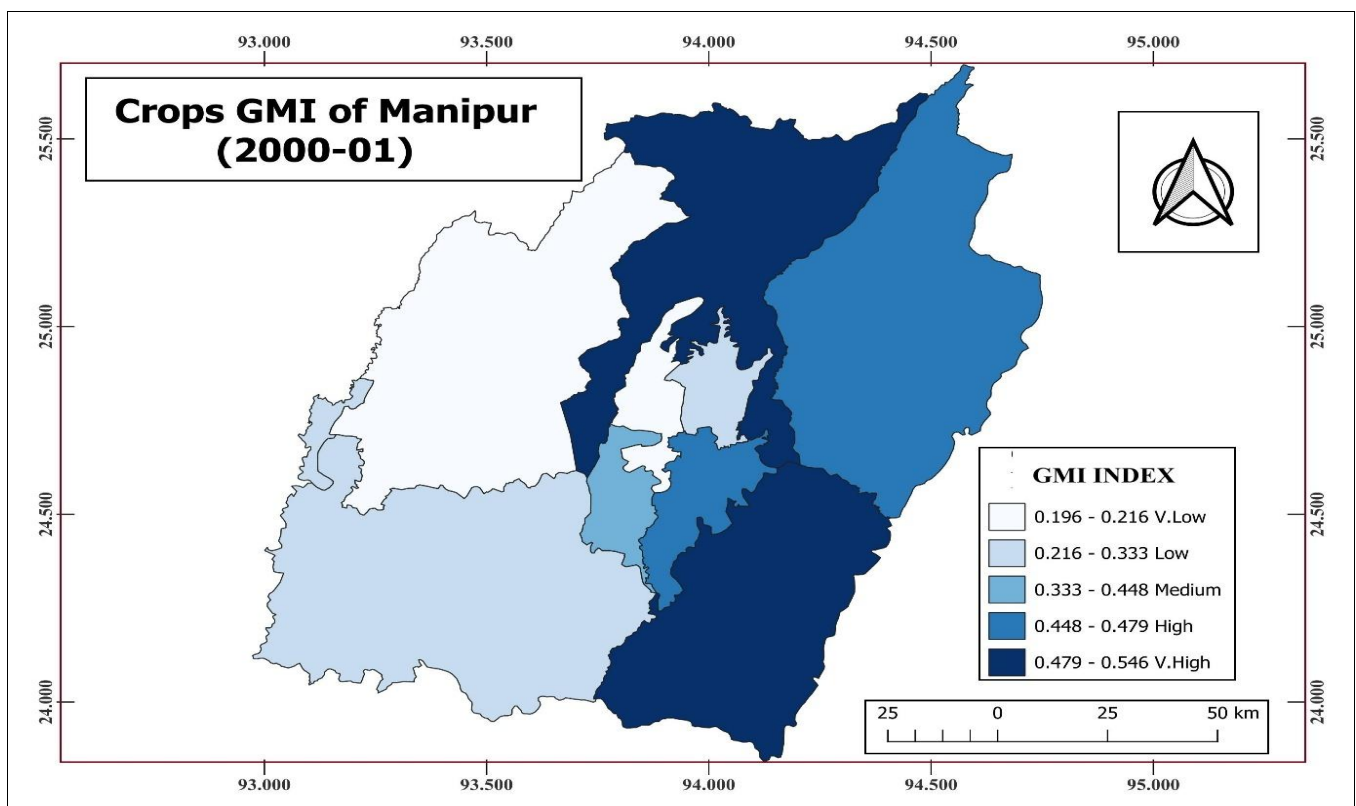 93.000 93.500 94.000 94.500 95.000
Crops GMI of Manipur
(2000-01)
25.500 25.500
25.000 25.000
GMI INDEX
0.196 - 0.216 V.Low
24.500 24.500
0.216 - 0.333 Low
0.333 - 0.448 Medium
0.448 - 0.479 High
0.479 - 0.546 V.High
24.000 24.000
25 0 25 50 km
93.000 93.500 94.000 94.500 95.000